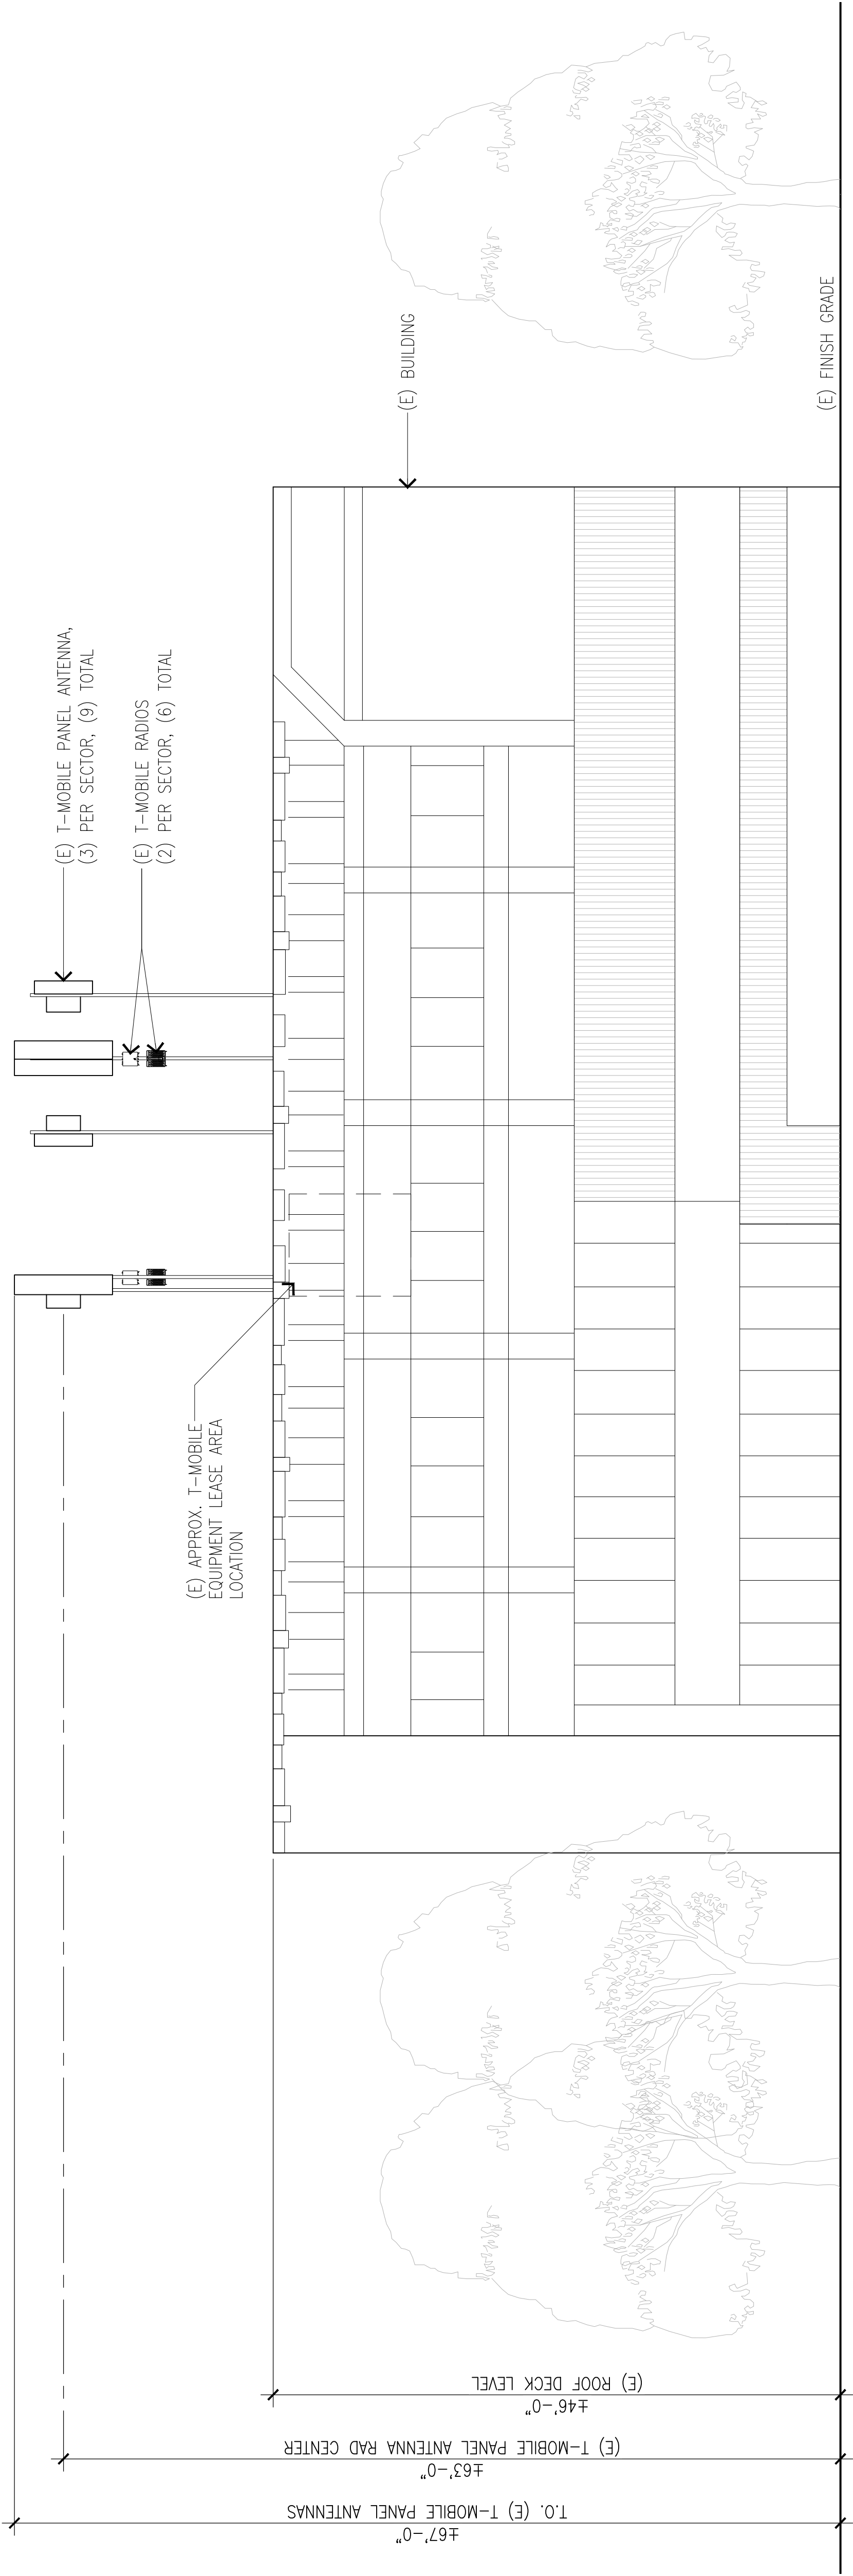 (E) T-MOBILE PANEL ANTENNA,
(3) PER SECTOR, (9) TOTAL
(E) T-MOBILE RADIOS
(2) PER SECTOR, (6) TOTAL
(E) APPROX. T-MOBILE
EQUIPMENT LEASE AREA
LOCATION
(E) BUILDING
(E) FINISH GRADE
±46'-0"
(E) ROOF DECK LEVEL
±63'-0"
(E) T-MOBILE PANEL ANTENNA RAD CENTER
±67'-0"
T.O. (E) T-MOBILE PANEL ANTENNAS